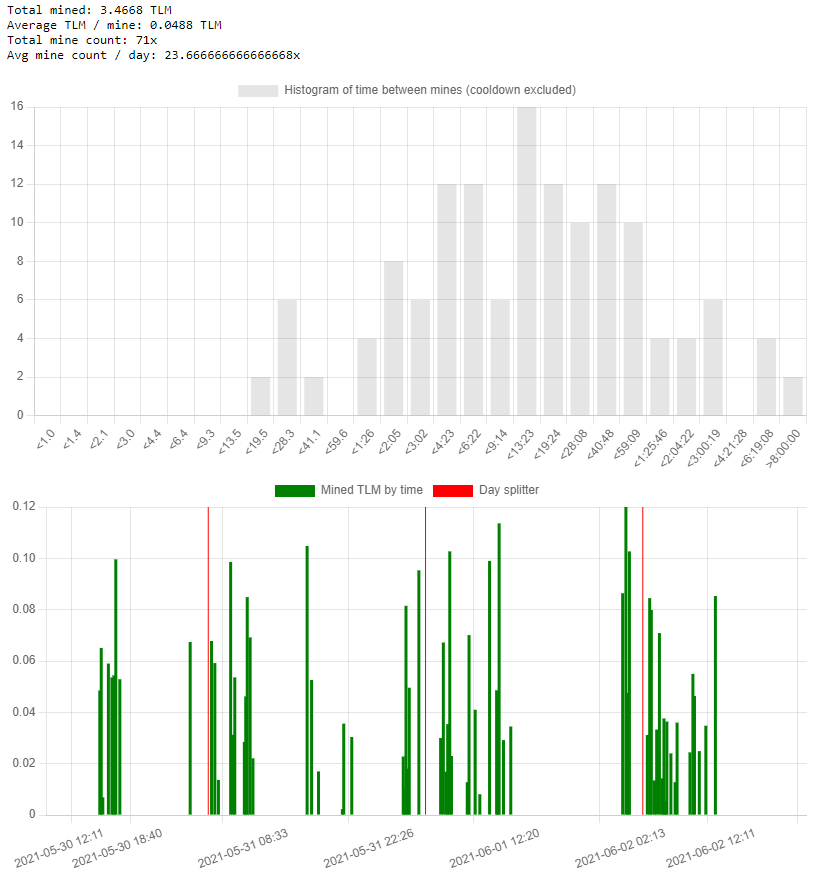 Total mined: 3.4668 TLM
Average TLM / mine: 0.0488 TLM
Total mine count: 71x
Avg mine count / day: 23.666666666666668x
Histogram of time between mines (cooldown excluded)
16
14
12
10
8
6
4
2
0
<1.0 <1.4 <2.1 <3.0 <4.4 <6.4 <9.3 <13.5 <19.5 <28.3 <41.1 <59.6 <1:26 <2:05 <3:02 <4:23 <6:22 <9:14 <13:23 <19:24 <28:08 <40:48 <59:09 <1:25:46 <2:04:22 <3:00:19 <4:21:28 <6:19:08 >8:00:00
Mined TLM by time Day splitter
0.12
0.10
0.08
0.06
0.04
0.02
0
2021-05-30 12:11 2021-05-30 18:40 2021-05-31 08:33 2021-05-31 22:26 2021-06-01 12:20 2021-06-02 02:13 2021-06-02 12:11